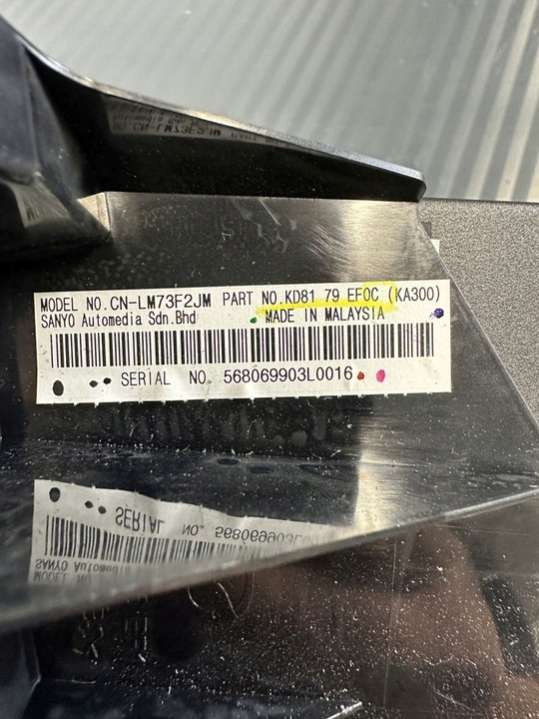 MODEL NO.CN-LM73F2JM PART NO.KD81 79 EF0C (KA300)
SANYO Automedia Sdn.Bhd MADE IN MALAYSIA
SERIAL NO. 568069903L0016